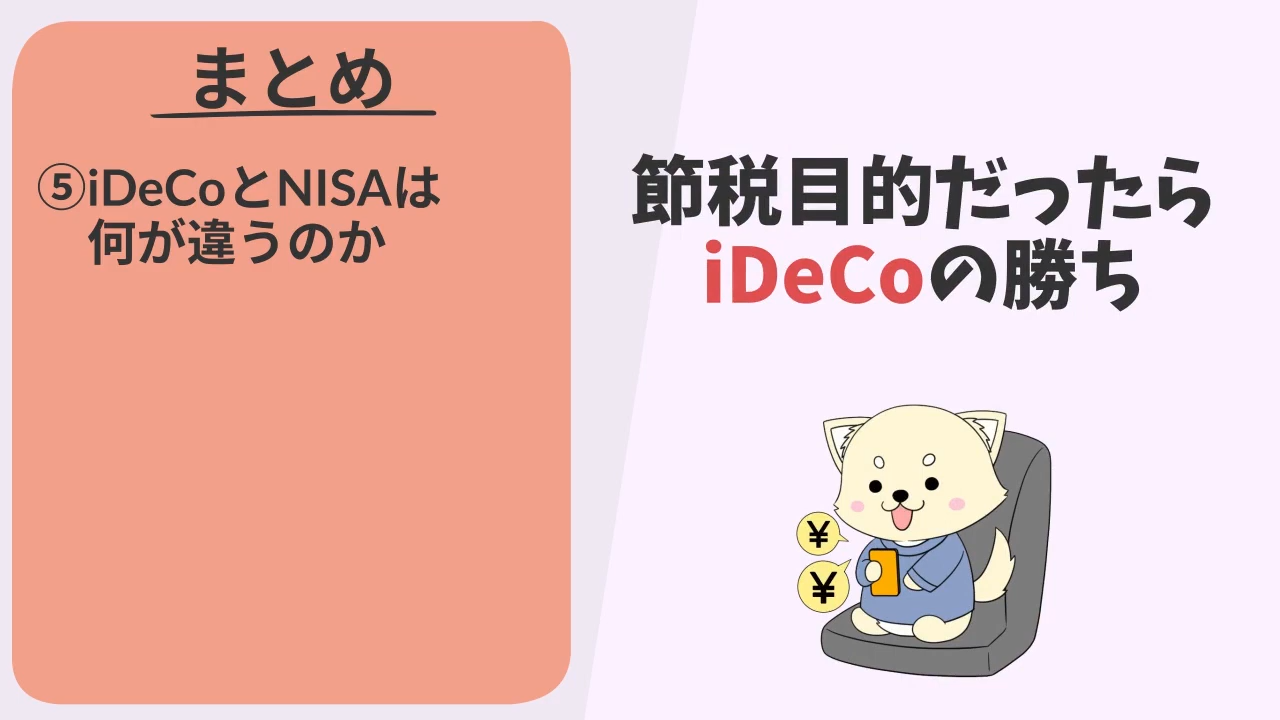 まとめ
⑤iDeCoとNISAは
何が違うのか
節税目的だったら
iDeCoの勝ち
¥
¥